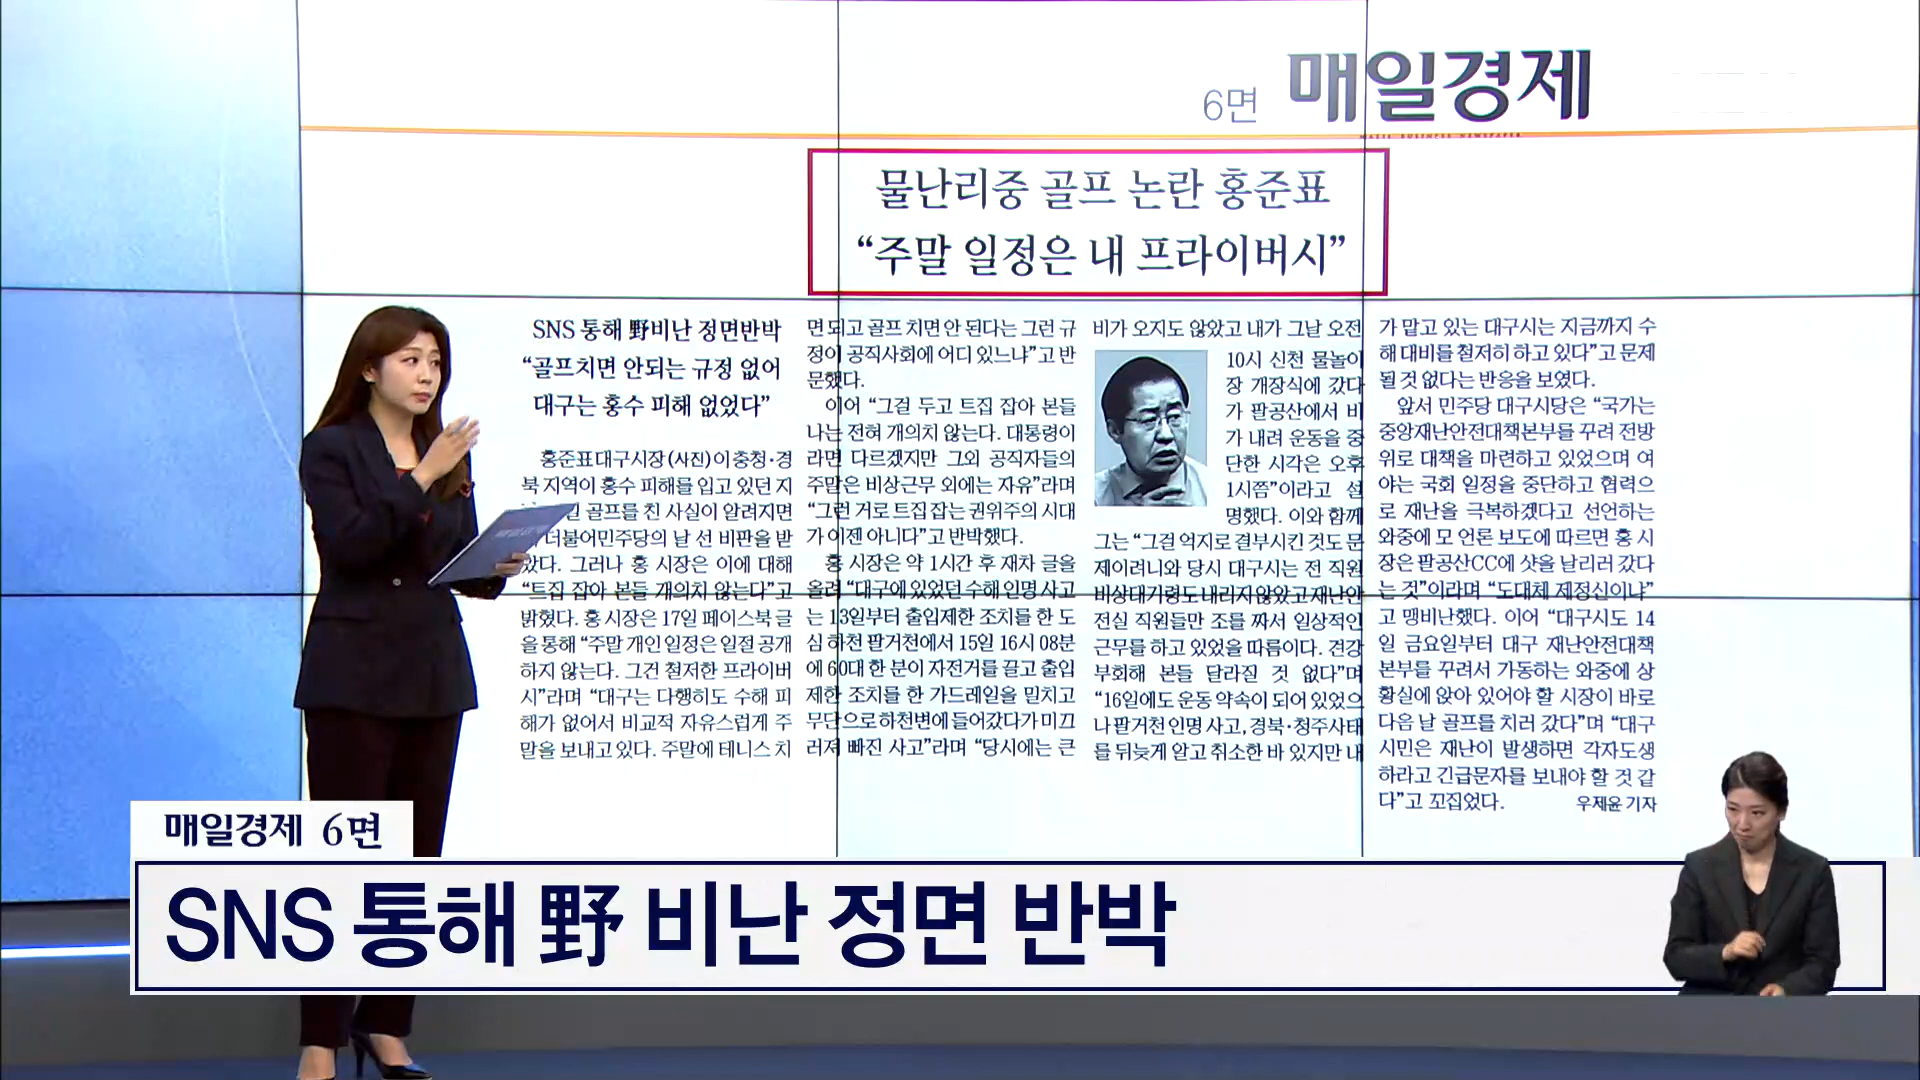 6면 매일경제
MAEIL BUSINESS NEWSPAPER
물난리중 골프 논란 홍준표
“주말 일정은 내 프라이버시”
SNS 통해 野비난 정면반박
“골프치면 안되는 규정 없어
대구는 홍수 피해 없었다”
홍준표 대구시장(사진)이 충청·경
북 지역이 홍수 피해를 입고 있던 지
일 골프를 친 사실이 알려지면
더불어민주당의 날 선 비판을 받
았다. 그러나 홍 시장은 이에 대해
“트집 잡아 본들 개의치 않는다”고
밝혔다. 홍 시장은 17일 페이스북 글
을 통해 “주말 개인 일정은 일절 공개
하지 않는다. 그건 철저한 프라이버
시”라며 “대구는 다행히도 수해 피
해가 없어서 비교적 자유스럽게 주
말을 보내고 있다. 주말에 테니스 치
면 되고 골프 치면 안 된다는 그런 규
정이 공직사회에 어디 있느냐”고 반
문했다.
이어 “그걸 두고 트집 잡아 본들
나는 전혀 개의치 않는다. 대통령이
라면 다르겠지만 그외 공직자들의
주말은 비상근무 외에는 자유”라며
“그런 거로 트집 잡는 권위주의 시대
가 이젠 아니다”고 반박했다.
홍 시장은 약 1시간 후 재차 글을
올려 “대구에 있었던 수해 인명 사고
는 13일부터 출입제한 조치를 한 도
심 하천 팔거천에서 15일 16시 08분
에 60대 한 분이 자전거를 끌고 출입
제한 조치를 한 가드레일을 밀치고
무단으로 하천변에 들어갔다가 미끄
러져 빠진 사고”라며 “당시에는 큰
비가 오지도 않았고 내가 그날 오전
10시 신천 물놀이
장 개장식에 갔다
가 팔공산에서 비
가 내려 운동을 중
단한 시각은 오후
1시쯤”이라고 설
명했다. 이와 함께
그는 “그걸 억지로 결부시킨 것도 문
제이려니와 당시 대구시는 전 직원
비상대기령도 내리지 않았고 재난안
전실 직원들만 조를 짜서 일상적인
근무를 하고 있었을 따름이다. 견강
부회해 본들 달라질 것 없다”며
“16일에도 운동 약속이 되어 있었으
나 팔거천 인명 사고, 경북·청주 사태
를 뒤늦게 알고 취소한 바 있지만 내
가 맡고 있는 대구시는 지금까지 수
해 대비를 철저히 하고 있다”고 문제
될 것 없다는 반응을 보였다.
앞서 민주당 대구시당은 “국가는
중앙재난안전대책본부를 꾸려 전방
위로 대책을 마련하고 있었으며 여
야는 국회 일정을 중단하고 협력으
로 재난을 극복하겠다고 선언하는
와중에 모 언론 보도에 따르면 홍 시
장은 팔공산CC에 샷을 날리러 갔다
는 것”이라며 “도대체 제정신이냐”
고 맹비난했다. 이어 “대구시도 14
일 금요일부터 대구 재난안전대책
본부를 꾸려서 가동하는 와중에 상
황실에 앉아 있어야 할 시장이 바로
다음 날 골프를 치러 갔다”며 “대구
시민은 재난이 발생하면 각자도생
하라고 긴급문자를 보내야 할 것 같
다”고 꼬집었다.
우제윤 기자
매일경제 6면
SNS 통해 野 비난 정면 반박